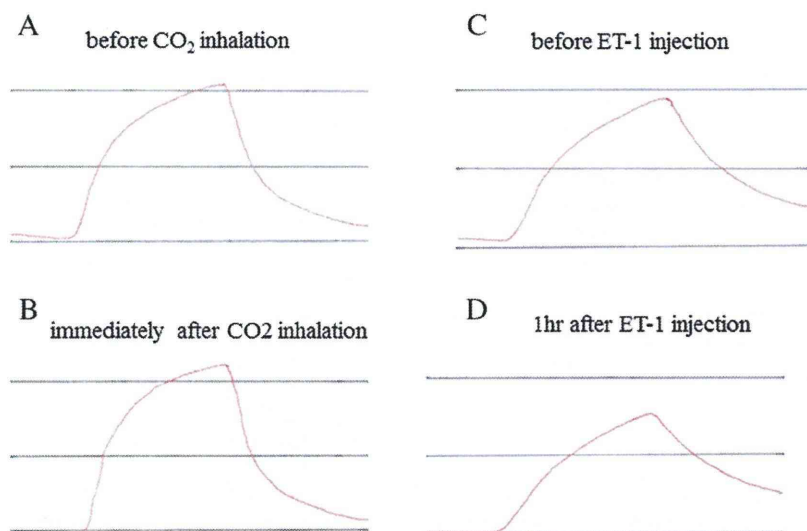 A
before CO₂ inhalation
C
before ET-1 injection
B
immediately after CO2 inhalation
D
1hr after ET-1 injection